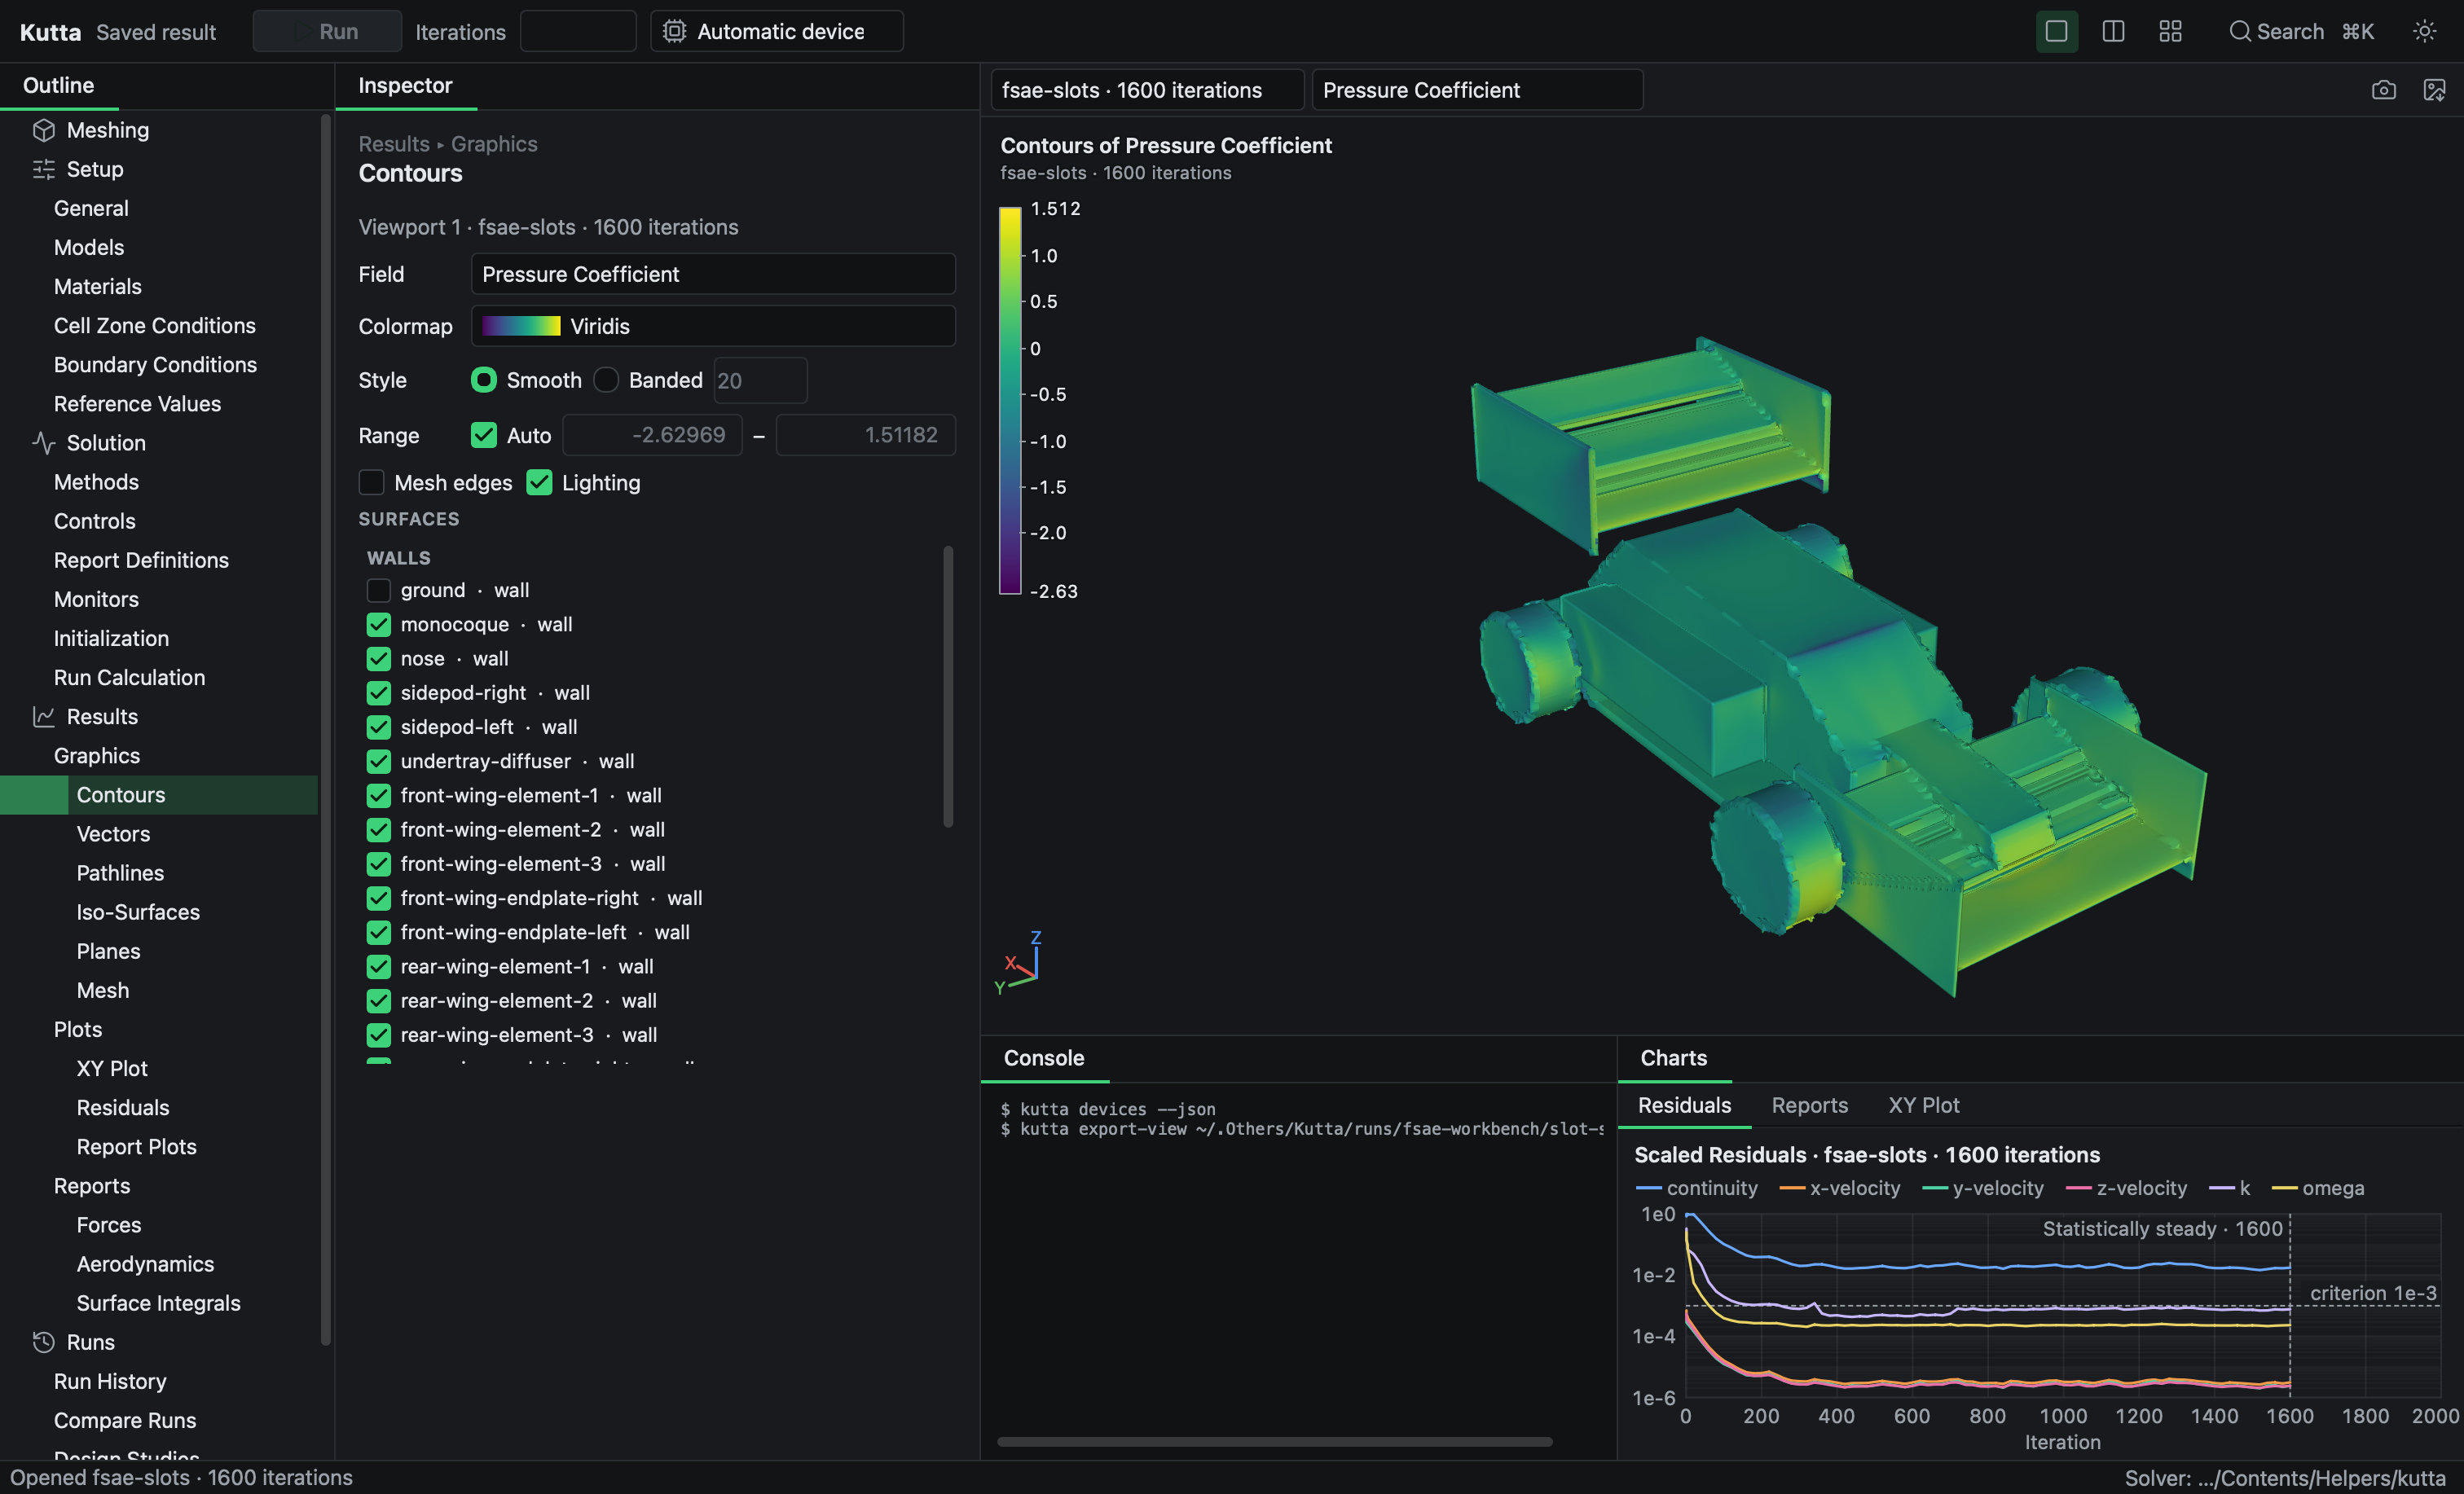 Kutta Saved result Run Iterations Automatic device Search ⌘K
Outline
Meshing
Setup
General
Models
Materials
Cell Zone Conditions
Boundary Conditions
Reference Values
Solution
Methods
Controls
Report Definitions
Monitors
Initialization
Run Calculation
Results
Graphics
Contours
Vectors
Pathlines
Iso-Surfaces
Planes
Mesh
Plots
XY Plot
Residuals
Report Plots
Reports
Forces
Aerodynamics
Surface Integrals
Runs
Run History
Compare Runs
Design Studies
Inspector
Results ▸ Graphics
Contours
Viewport 1 · fsae-slots · 1600 iterations
Field Pressure Coefficient
Colormap Viridis
Style Smooth Banded 20
Range Auto -2.62969 – 1.51182
Mesh edges Lighting
SURFACES
WALLS
ground · wall
monocoque · wall
nose · wall
sidepod-right · wall
sidepod-left · wall
undertray-diffuser · wall
front-wing-element-1 · wall
front-wing-element-2 · wall
front-wing-element-3 · wall
front-wing-endplate-right · wall
front-wing-endplate-left · wall
rear-wing-element-1 · wall
rear-wing-element-2 · wall
rear-wing-element-3 · wall
fsae-slots · 1600 iterations Pressure Coefficient
Contours of Pressure Coefficient
fsae-slots · 1600 iterations
1.512
1.0
0.5
0
-0.5
-1.0
-1.5
-2.0
-2.63
Z
X
Y
Console
$ kutta devices --json
$ kutta export-view ~/.Others/Kutta/runs/fsae-workbench/slot-s
Charts
Residuals Reports XY Plot
Scaled Residuals · fsae-slots · 1600 iterations
continuity x-velocity y-velocity z-velocity k omega
1e0
Statistically steady · 1600
1e-2
criterion 1e-3
1e-4
1e-6
0 200 400 600 800 1000 1200 1400 1600 1800 2000
Iteration
Opened fsae-slots · 1600 iterations
Solver: .../Contents/Helpers/kutta